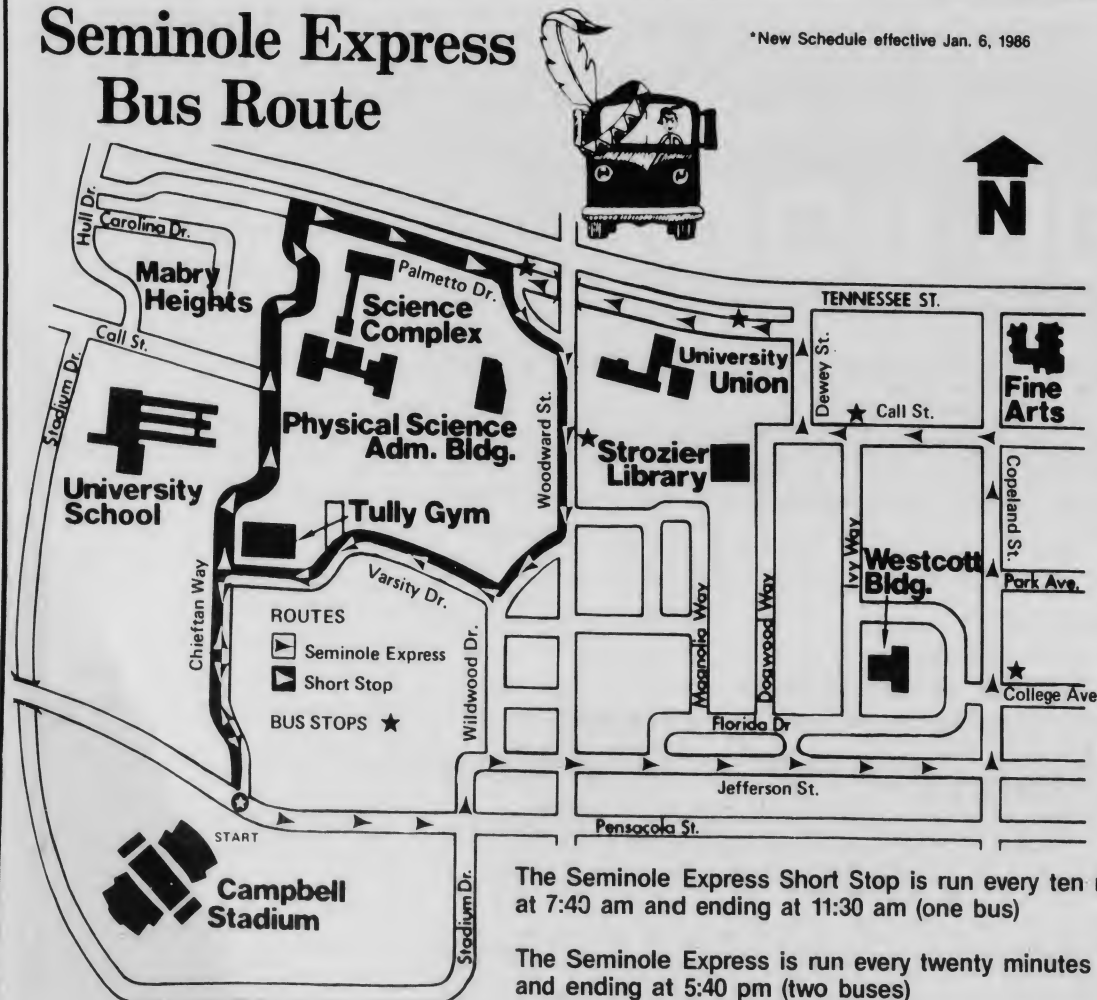 Seminole Express
Bus Route
*New Schedule effective Jan. 6, 1986
N
Hull Dr.
Carolina Dr.
Mabry
Heights
Palmetto Dr.
Science
Complex
TENNESSEE ST.
Call St.
Stadium Dr.
University
Union
Dewey St.
Call St.
Fine
Arts
Physical Science
Adm. Bldg.
Woodward St.
Strozier
Library
University
School
Tully Gym
Copeland St.
Chieftan Way
Varsity Dr.
Magnolia Way
Dogwood Way
Ivy Way
Westcott
Bldg.
Park Ave.
ROUTES
Seminole Express
Short Stop
BUS STOPS
Wildwood Dr.
College Ave
Florida Dr
Jefferson St.
START
Pensacola St.
Campbell
Stadium
Stadium Dr.
The Seminole Express Short Stop is run every ten
at 7:40 am and ending at 11:30 am (one bus)
The Seminole Express is run every twenty minutes
and ending at 5:40 pm (two buses)